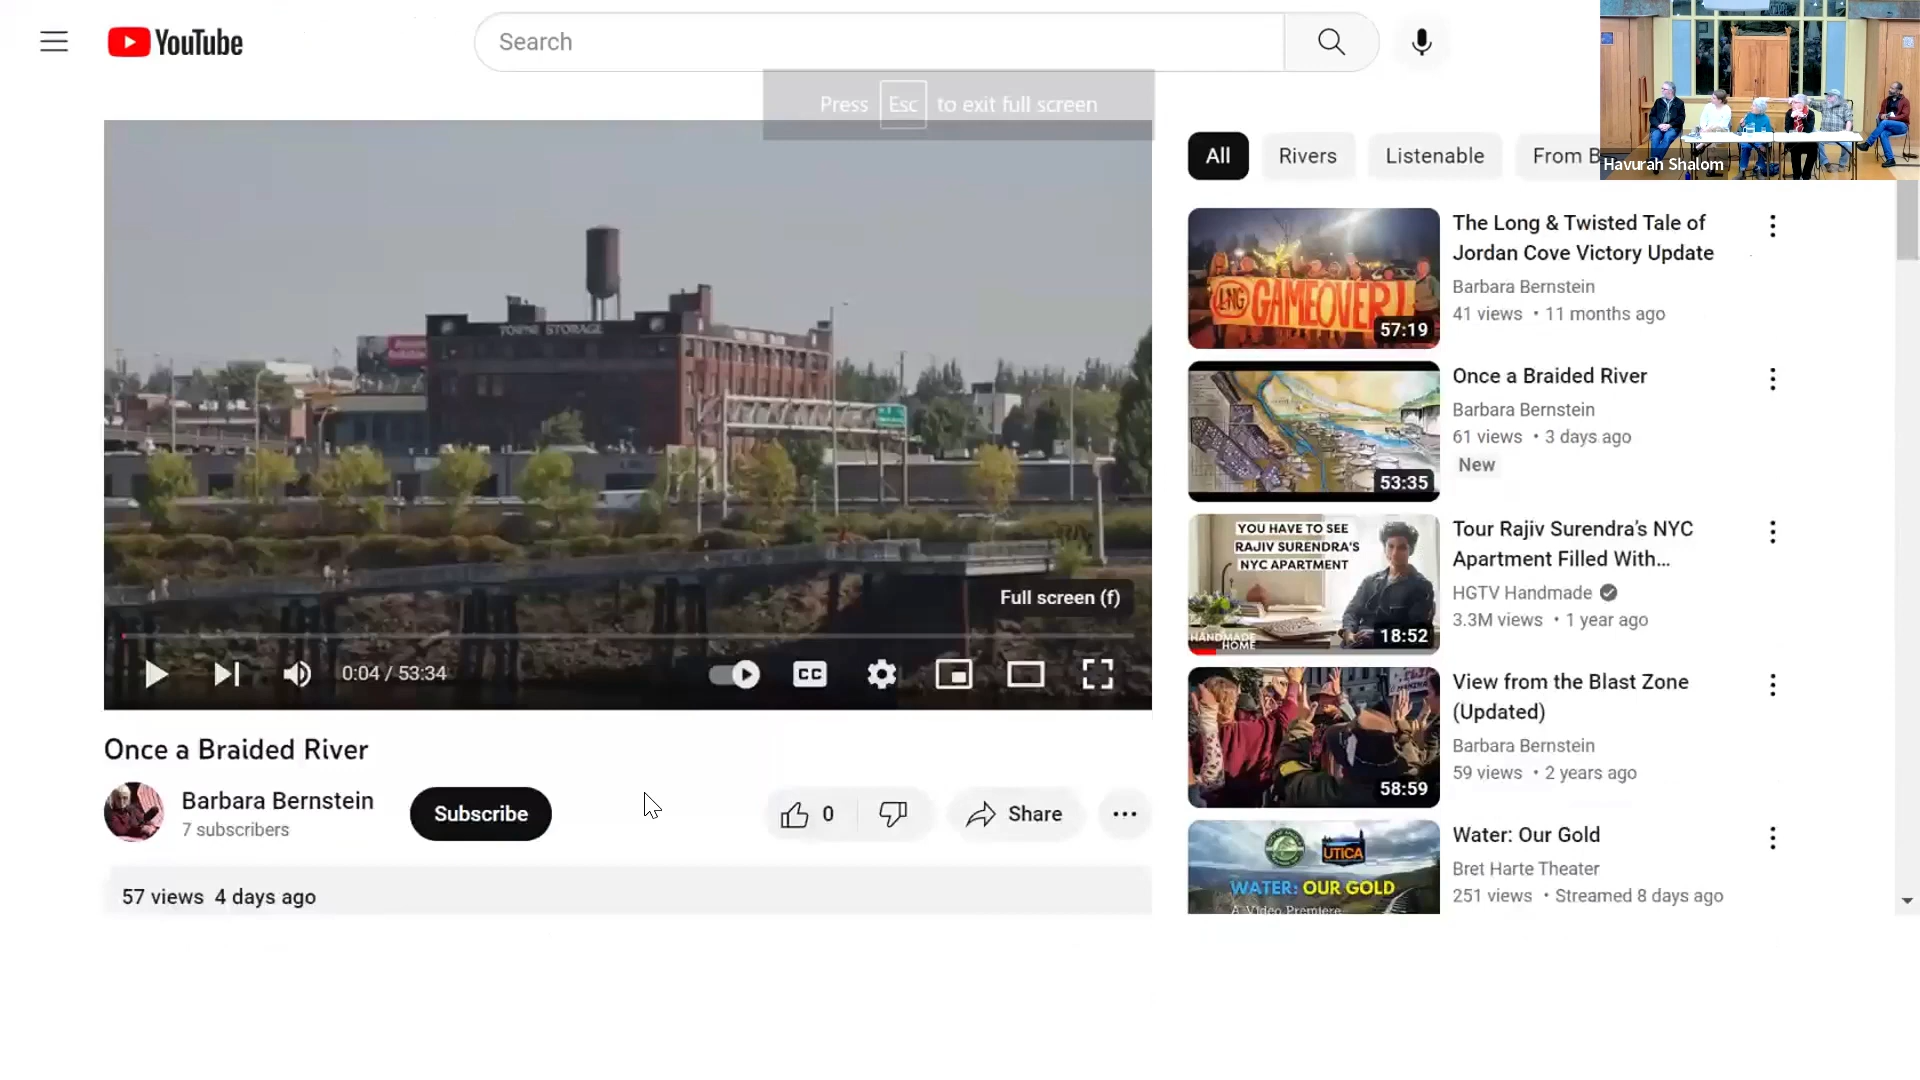 YouTube
Search
Press Esc to exit full screen
Havurah Shalom
All
Rivers
Listenable
From B
STORAGE
Full screen (f)
0:04 / 53:34
CC
Once a Braided River
Barbara Bernstein
7 subscribers
Subscribe
0
Share
57 views 4 days ago
LNG
GAMEOVER!
57:19
The Long & Twisted Tale of
Jordan Cove Victory Update
Barbara Bernstein
41 views • 11 months ago
53:35
Once a Braided River
Barbara Bernstein
61 views • 3 days ago
New
YOU HAVE TO SEE
RAJIV SURENDRA'S
NYC APARTMENT
HANDMADE
HOME
18:52
Tour Rajiv Surendra's NYC
Apartment Filled With...
HGTV Handmade
3.3M views • 1 year ago
58:59
View from the Blast Zone
(Updated)
Barbara Bernstein
59 views • 2 years ago
UTICA
WATER: OUR GOLD
A Video Premiere
Water: Our Gold
Bret Harte Theater
251 views • Streamed 8 days ago